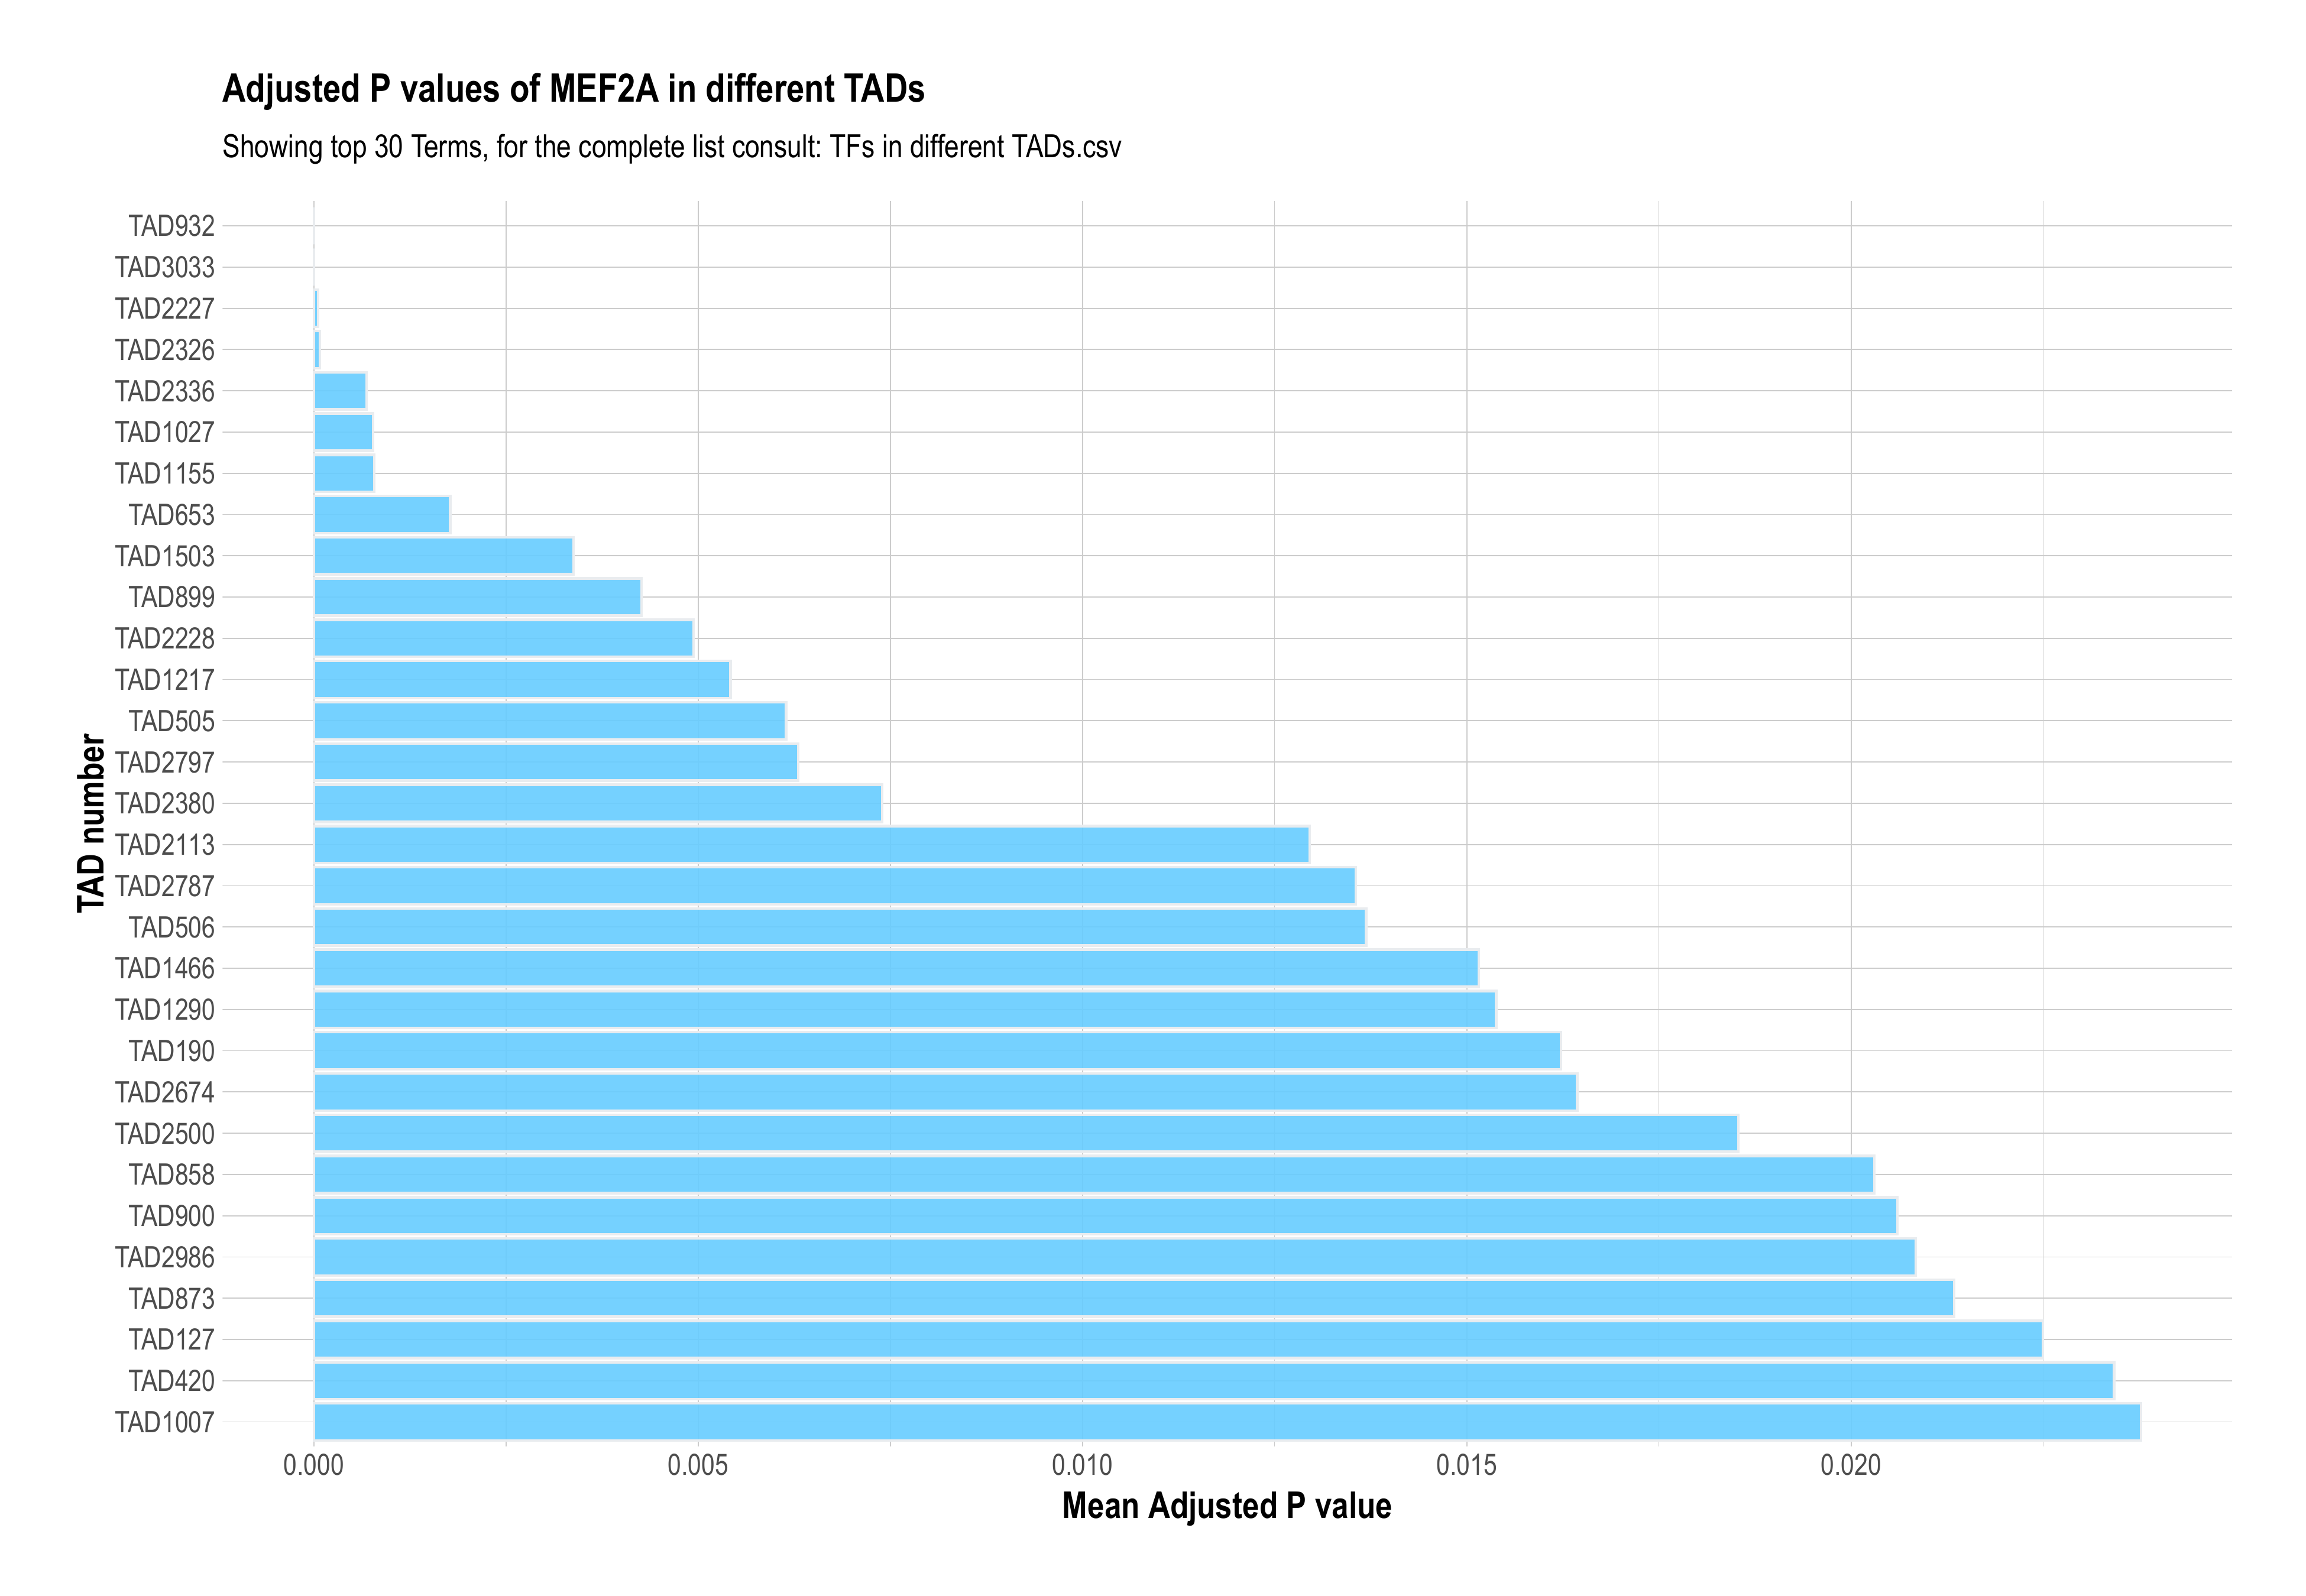 Adjusted P values of MEF2A in different TADs
Showing top 30 Terms, for the complete list consult: TFs in different TADs.csv
TAD number
TAD932
TAD3033
TAD2227
TAD2326
TAD2336
TAD1027
TAD1155
TAD653
TAD1503
TAD899
TAD2228
TAD1217
TAD505
TAD2797
TAD2380
TAD2113
TAD2787
TAD506
TAD1466
TAD1290
TAD190
TAD2674
TAD2500
TAD858
TAD900
TAD2986
TAD873
TAD127
TAD420
TAD1007
0.000 0.005 0.010 0.015 0.020
Mean Adjusted P value